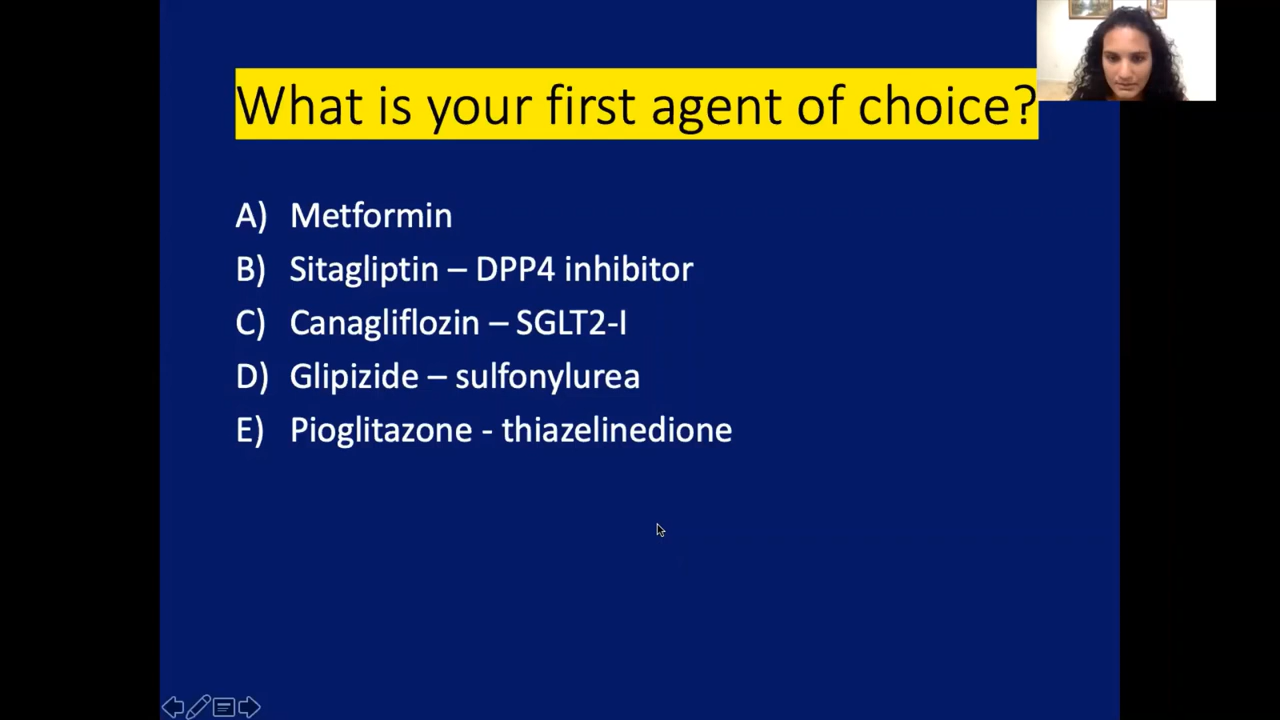 What is your first agent of choice?
A) Metformin
B) Sitagliptin – DPP4 inhibitor
C) Canagliflozin – SGLT2-I
D) Glipizide – sulfonylurea
E) Pioglitazone - thiazelinedione